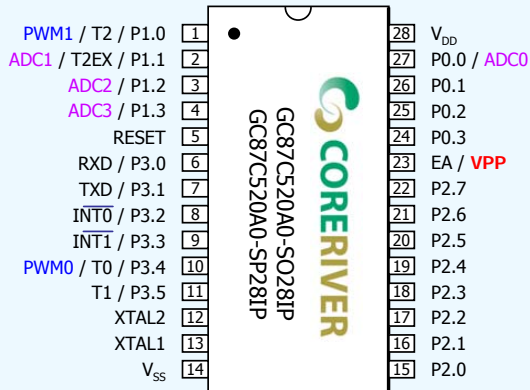 PWM1 / T2 / P1.0 1
ADC1 / T2EX / P1.1 2
ADC2 / P1.2 3
ADC3 / P1.3 4
RESET 5
RXD / P3.0 6
TXD / P3.1 7
INT0 / P3.2 8
INT1 / P3.3 9
PWM0 / T0 / P3.4 10
T1 / P3.5 11
XTAL2 12
XTAL1 13
VSS 14
GC87C520A0-SP28IP
GC87C520A0-SO28IP
CORERIVER
28 VDD
27 P0.0 / ADC0
26 P0.1
25 P0.2
24 P0.3
23 EA / VPP
22 P2.7
21 P2.6
20 P2.5
19 P2.4
18 P2.3
17 P2.2
16 P2.1
15 P2.0